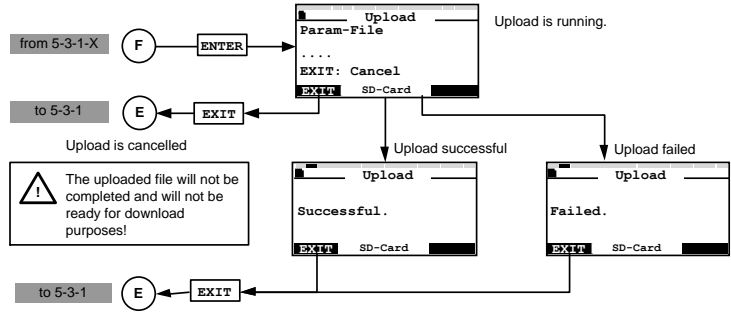 from 5-3-1-X
F
ENTER
Upload
Param-File
....
EXIT: Cancel
EXIT SD-Card
Upload is running.
to 5-3-1
E
EXIT
Upload is cancelled
Upload successful
Upload failed
!
The uploaded file will not be
completed and will not be
ready for download
purposes!
Upload
Successful.
EXIT SD-Card
Upload
Failed.
EXIT SD-Card
to 5-3-1
E
EXIT